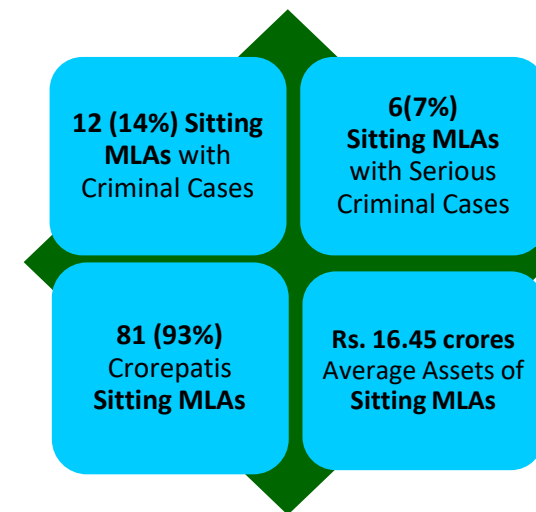 12 (14%) Sitting
MLAs with
Criminal Cases
6(7%)
Sitting MLAs
with Serious
Criminal Cases
81 (93%)
Crorepatis
Sitting MLAs
Rs. 16.45 crores
Average Assets of
Sitting MLAs